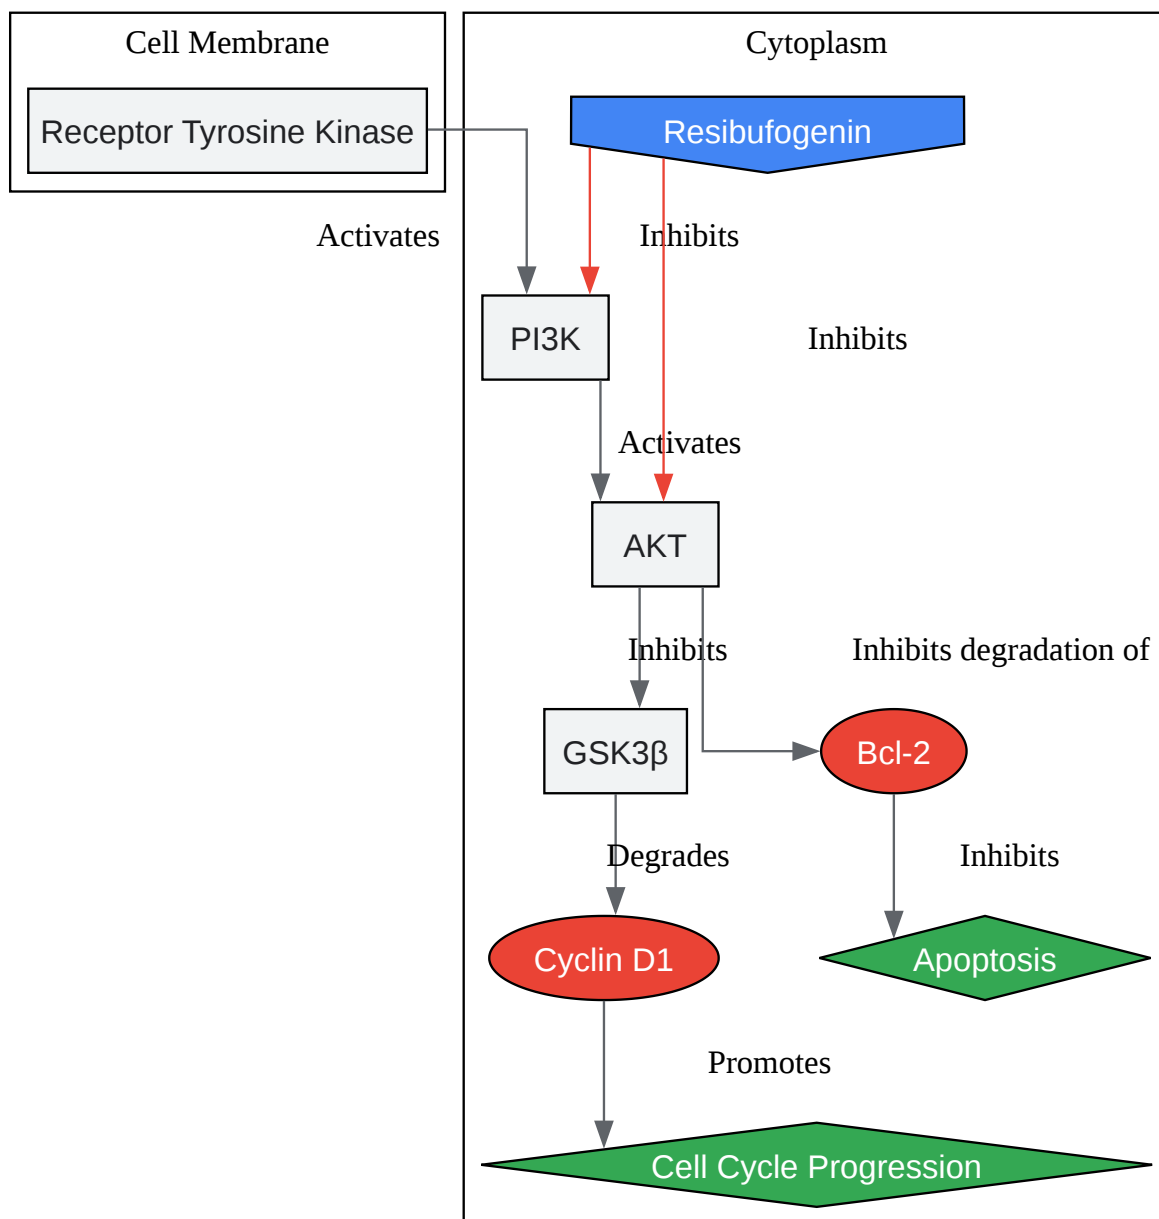 Cell Membrane
Cytoplasm
Receptor Tyrosine Kinase
Resibufogenin
Activates
Inhibits
PI3K
Inhibits
Activates
AKT
Inhibits
Inhibits degradation of
GSK3β
Bcl-2
Degrades
Inhibits
Cyclin D1
Apoptosis
Promotes
Cell Cycle Progression